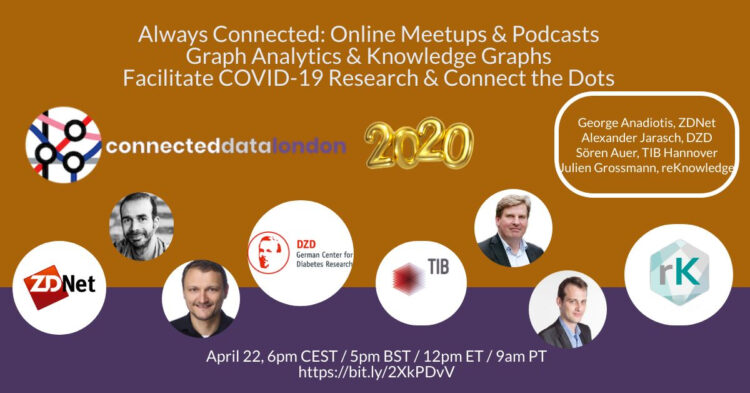 Always Connected: Online Meetups & Podcasts
Graph Analytics & Knowledge Graphs
Facilitate COVID-19 Research & Connect the Dots
connecteddatalondon
2020
George Anadiotis, ZDNet
Alexander Jarasch, DZD
Sören Auer, TIB Hannover
Julien Grossmann, reKnowledge
ZDNet
DZD
German Center for
Diabetes Research
TIB
rK
April 22, 6pm CEST / 5pm BST / 12pm ET / 9am PT
https://bit.ly/2XkPDvV